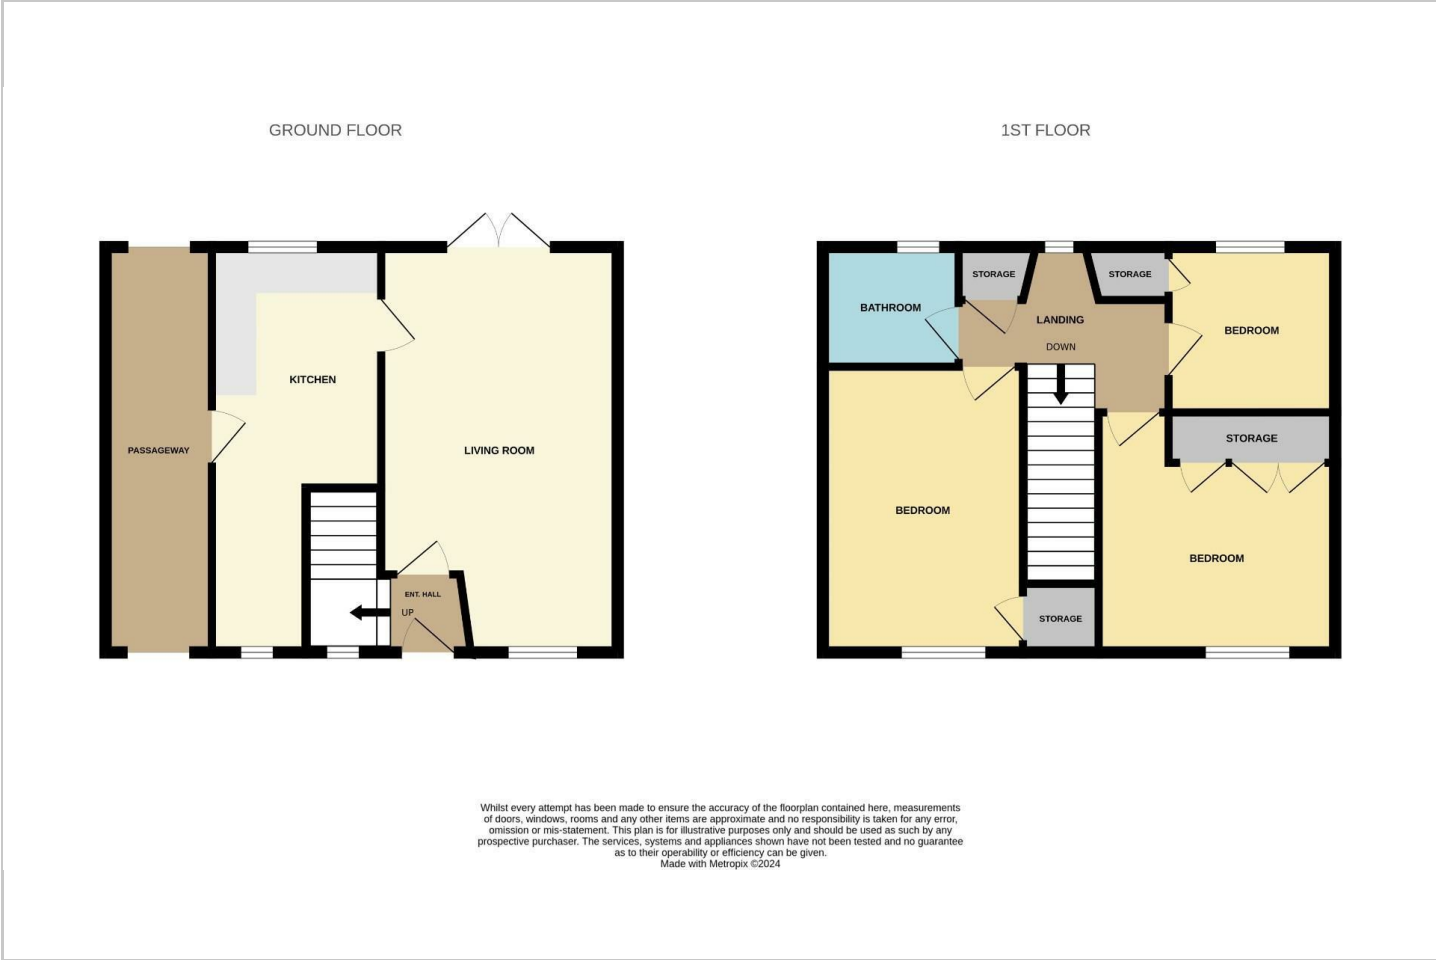 GROUND FLOOR
KITCHEN
PASSAGEWAY
LIVING ROOM
ENT. HALL
UP
1ST FLOOR
STORAGE
STORAGE
BATHROOM
LANDING
BEDROOM
DOWN
STORAGE
BEDROOM
BEDROOM
STORAGE
Whilst every attempt has been made to ensure the accuracy of the floorplan contained here, measurements
of doors, windows, rooms and any other items are approximate and no responsibility is taken for any error,
omission or mis-statement. This plan is for illustrative purposes only and should be used as such by any
prospective purchaser. The services, systems and appliances shown have not been tested and no guarantee
as to their operability or efficiency can be given.
Made with Metropix ©2024